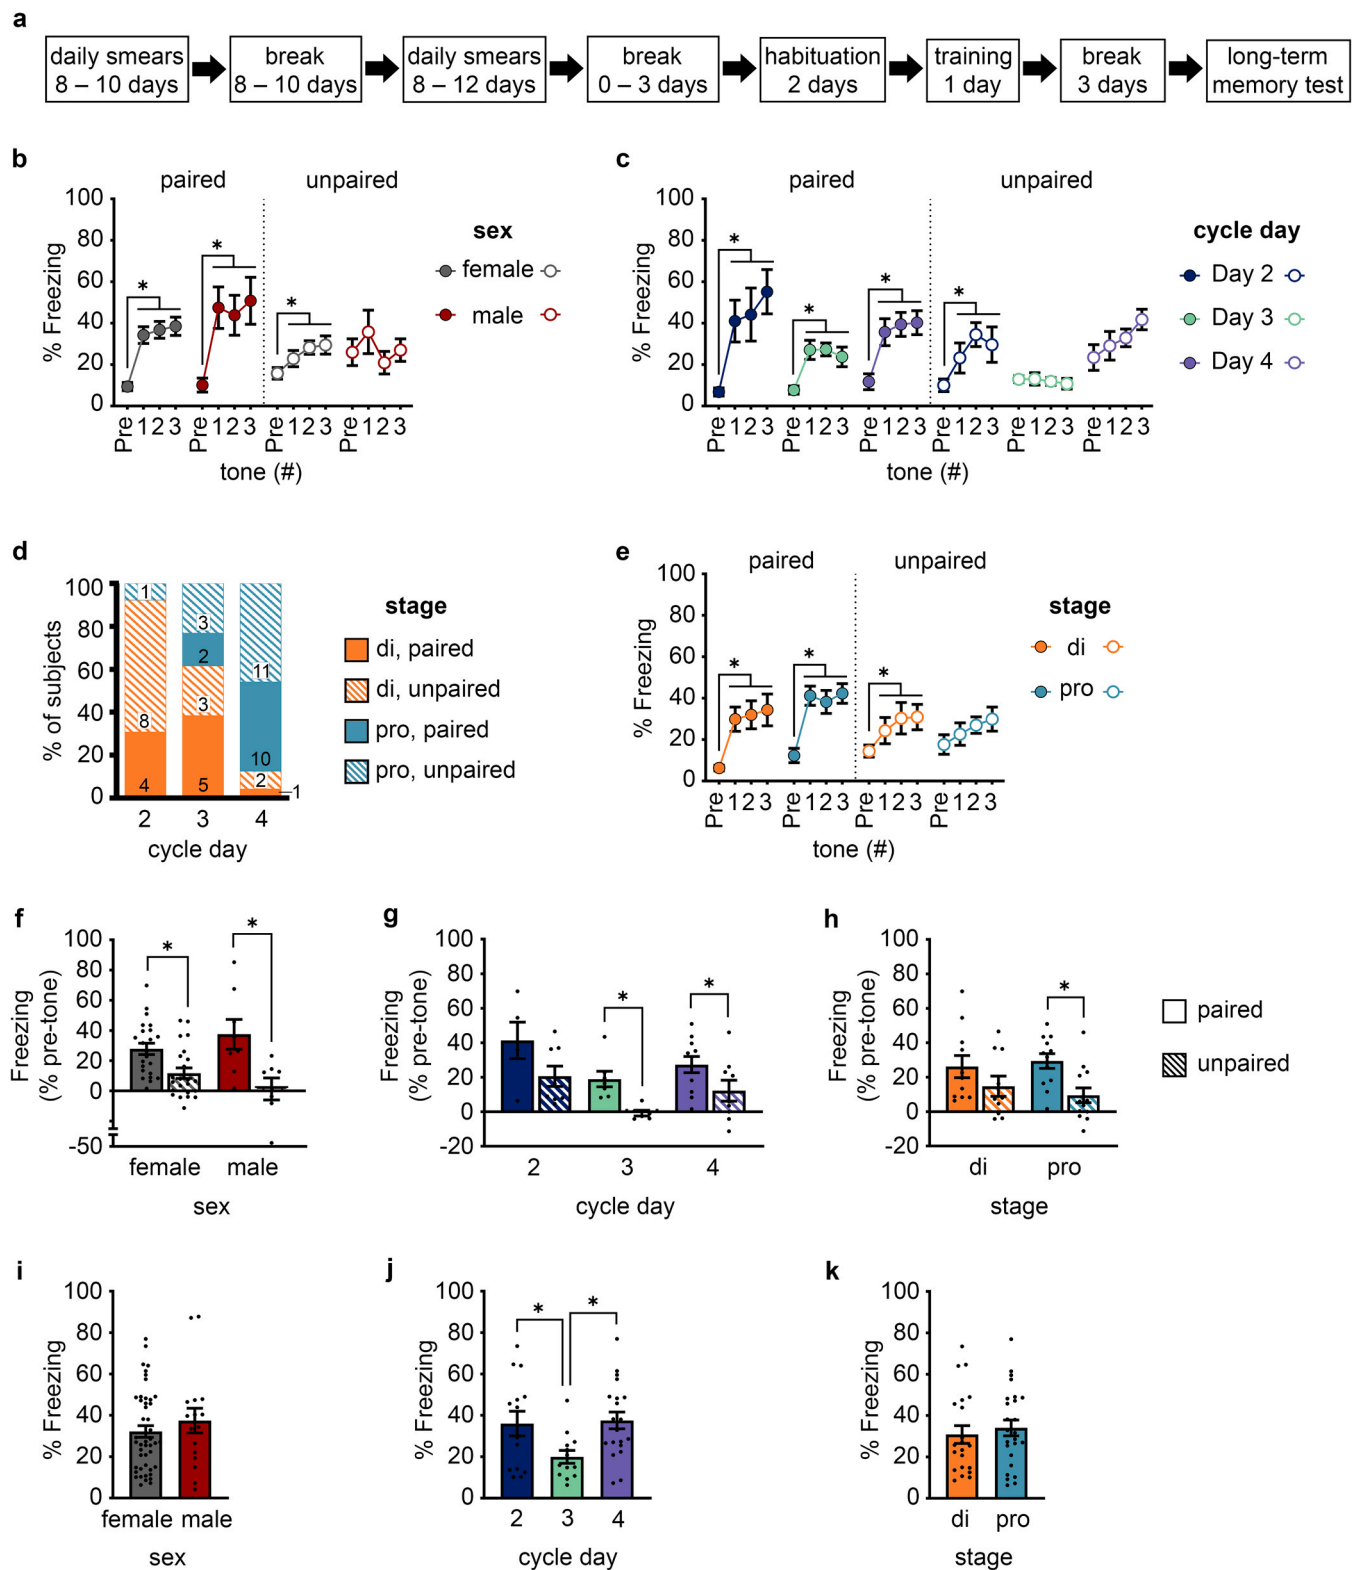 a
daily smears
8 – 10 days
break
8 – 10 days
daily smears
8 – 12 days
break
0 – 3 days
habituation
2 days
training
1 day
break
3 days
long-term
memory test
b
paired
unpaired
% Freezing
100
80
60
40
20
0
*
*
*
Pre 1 2 3
Pre 1 2 3
Pre 1 2 3
Pre 1 2 3
tone (#)
sex
female
male
c
paired
unpaired
% Freezing
100
80
60
40
20
0
*
*
*
*
Pre 1 2 3
Pre 1 2 3
Pre 1 2 3
Pre 1 2 3
Pre 1 2 3
Pre 1 2 3
tone (#)
cycle day
Day 2
Day 3
Day 4
d
% of subjects
100
80
60
40
20
0
1
8
4
3
2
3
5
11
10
2
1
2 3 4
cycle day
stage
di, paired
di, unpaired
pro, paired
pro, unpaired
e
paired
unpaired
% Freezing
100
80
60
40
20
0
*
*
*
Pre 1 2 3
Pre 1 2 3
Pre 1 2 3
Pre 1 2 3
tone (#)
stage
di
pro
f
Freezing
(% pre-tone)
100
80
60
40
20
0
-50
*
*
female male
sex
g
Freezing
(% pre-tone)
100
80
60
40
20
0
-20
*
*
2 3 4
cycle day
h
Freezing
(% pre-tone)
100
80
60
40
20
0
-20
*
di pro
stage
paired
unpaired
i
% Freezing
100
80
60
40
20
0
female male
sex
j
% Freezing
100
80
60
40
20
0
*
*
2 3 4
cycle day
k
% Freezing
100
80
60
40
20
0
di pro
stage